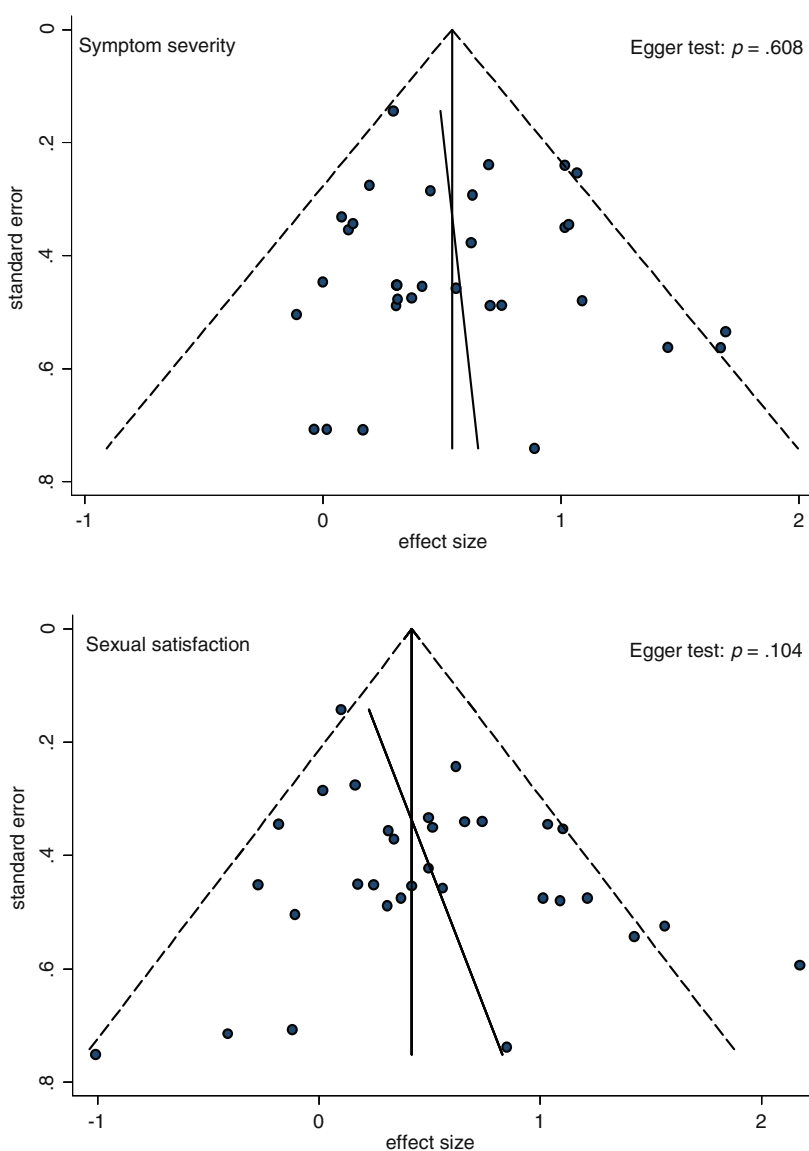 Symptom severity
Egger test: p = .608
0
.2
.4
.6
.8
standard error
-1 0 1 2
effect size
Sexual satisfaction
Egger test: p = .104
0
.2
.4
.6
.8
standard error
-1 0 1 2
effect size